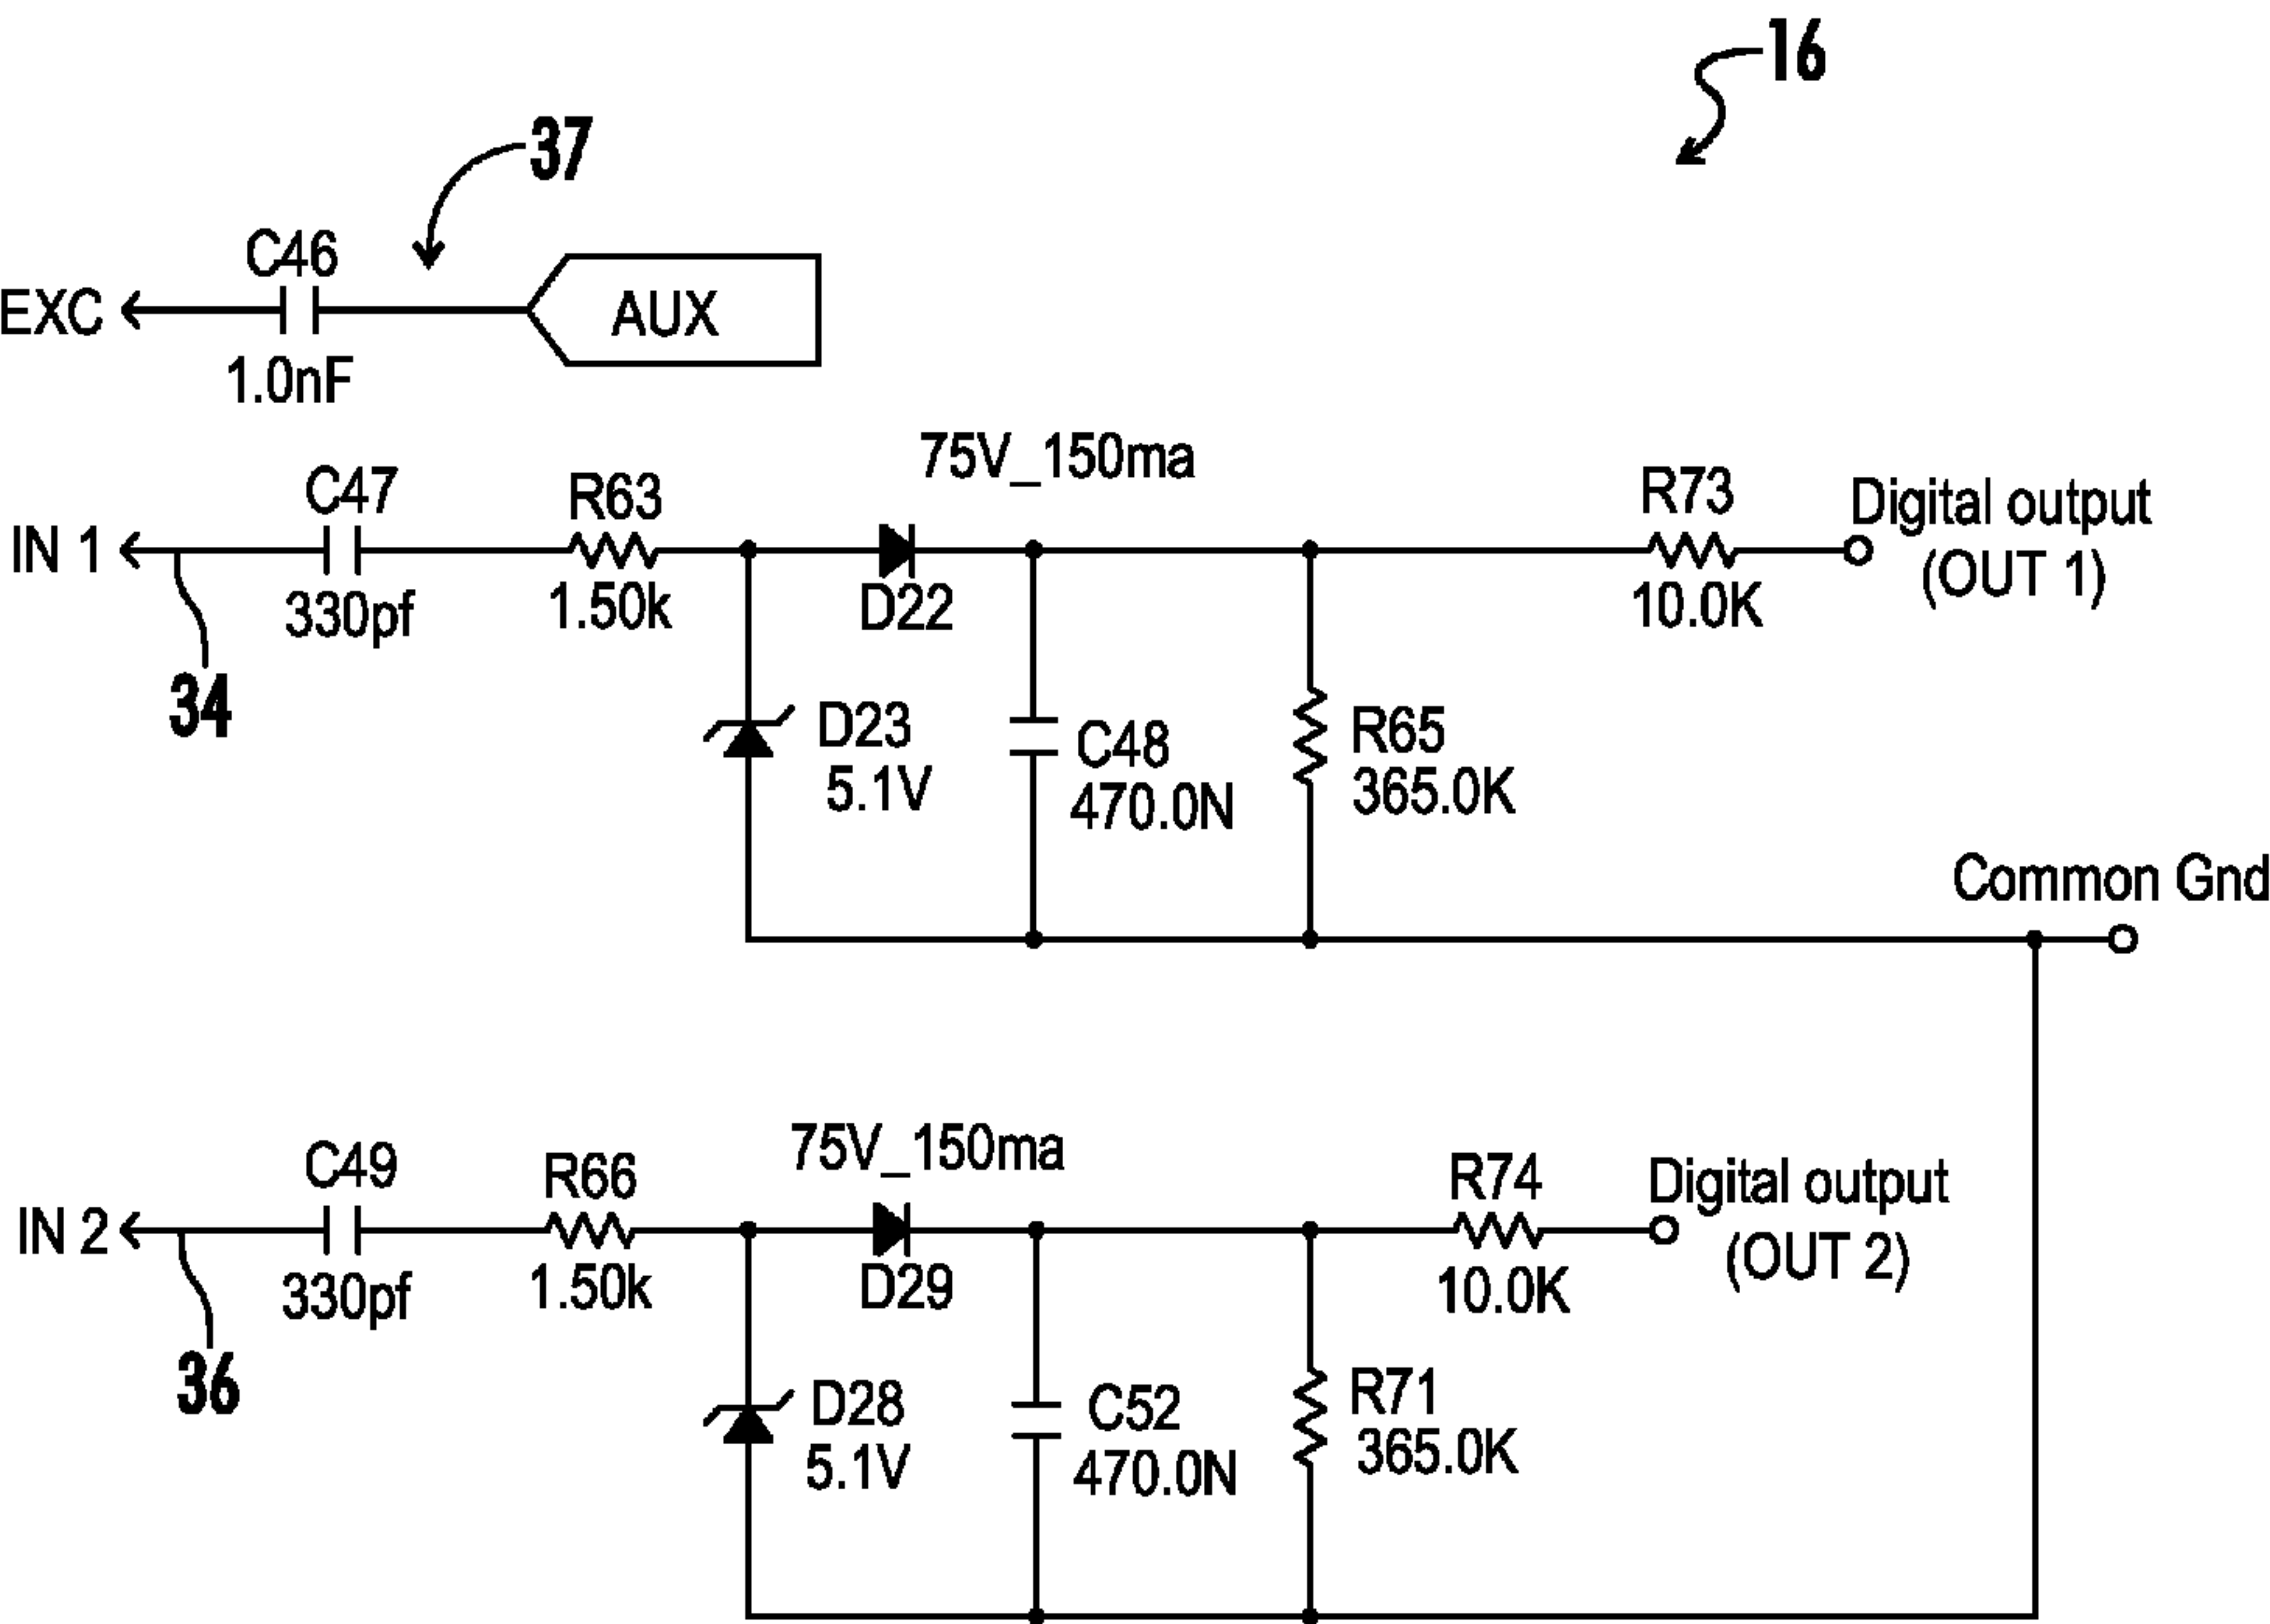 16
37
C46
EXC
AUX
1.0nF
75V_150ma
C47
R63
R73
Digital output
IN 1
(OUT 1)
330pf
1.50k
D22
10.0K
34
D23
5.1V
C48
470.0N
R65
365.0K
Common Gnd
75V_150ma
C49
R66
R74
Digital output
IN 2
(OUT 2)
330pf
1.50k
D29
10.0K
36
D28
5.1V
C52
470.0N
R71
365.0K